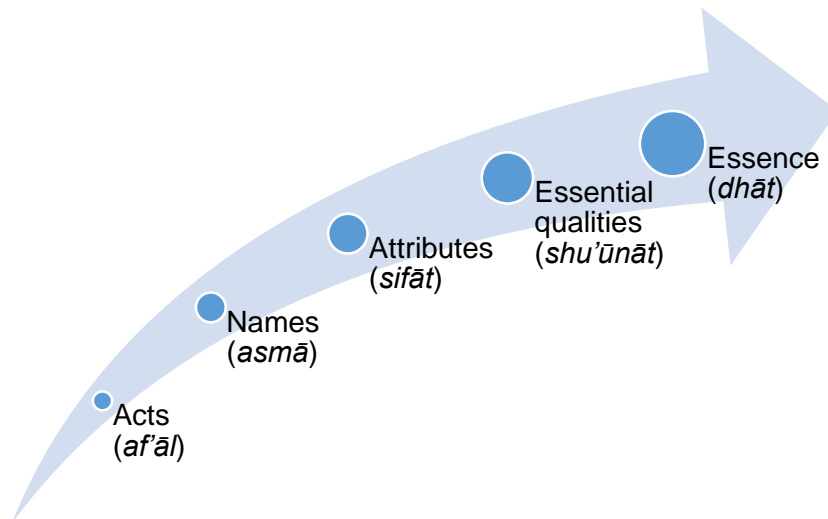 Essence
(dhāt)
Essential
qualities
(shu’ūnāt)
Attributes
(sifāt)
Names
(asmā)
Acts
(af’āl)